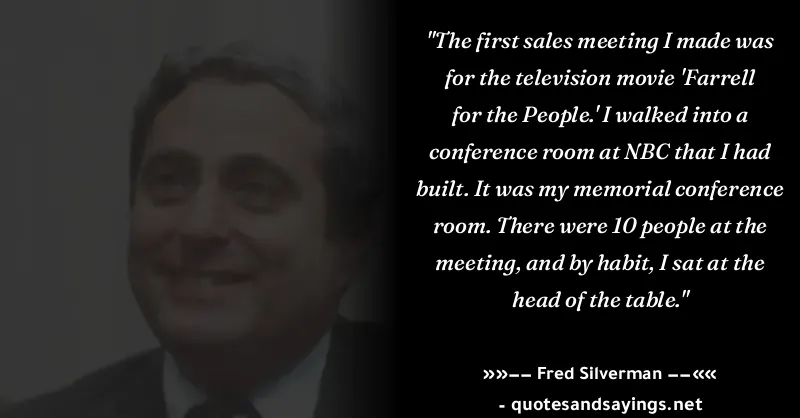 "The first sales meeting I made was
for the television movie 'Farrell
for the People.' I walked into a
conference room at NBC that I had
built. It was my memorial conference
room. There were 10 people at the
meeting, and by habit, I sat at the
head of the table."
»»−− Fred Silverman −−««
- quotesandsayings.net